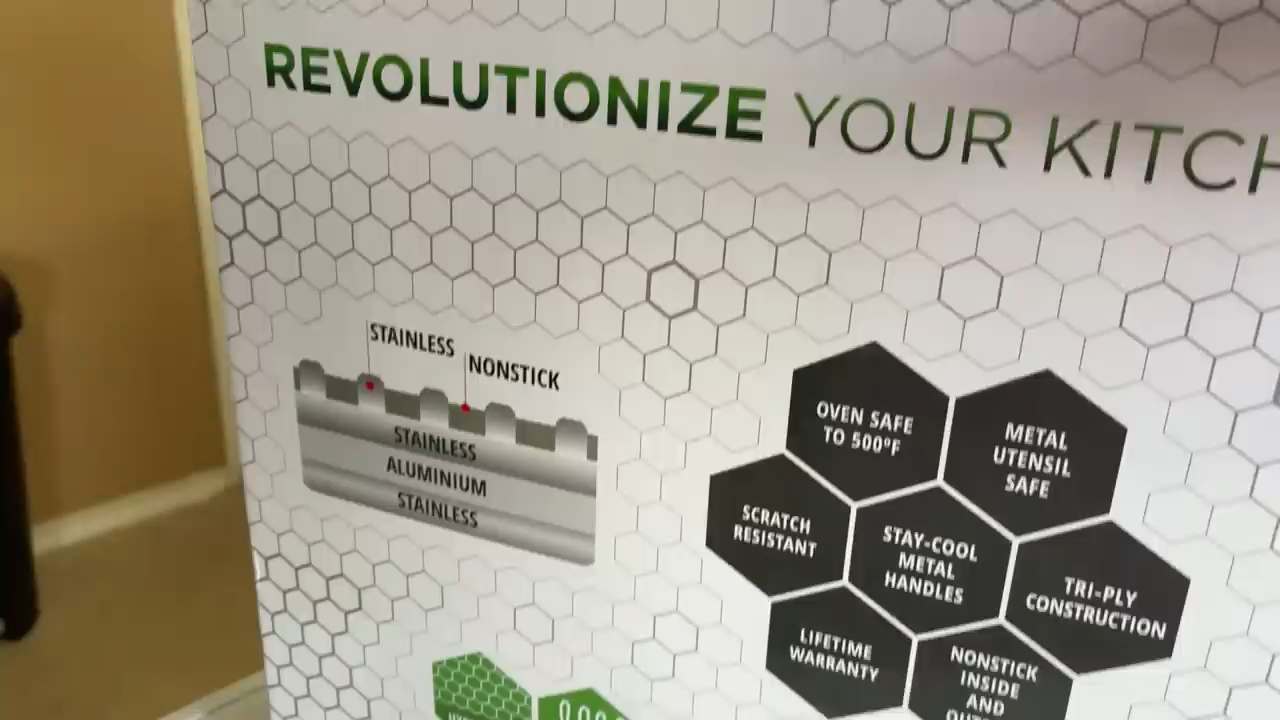 REVOLUTIONIZE YOUR
STAINLESS
NONSTICK
STAINLESS
ALUMINIUM
STAINLESS
OVEN SAFE
TO 500°F
METAL
UTENSIL
SAFE
SCRATCH
RESISTANT
STAY-COOL
METAL
HANDLES
TRI-PLY
CONSTRUCTION
LIFETIME
WARRANTY
NONSTICK
INSIDE
AND